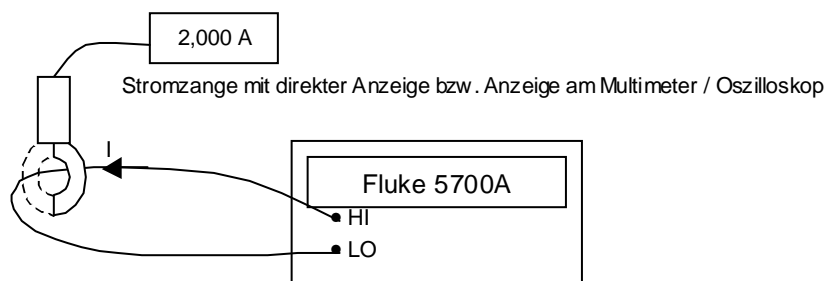 2,000 A
Stromzange mit direkter Anzeige bzw. Anzeige am Multimeter / Oszilloskop
I
Fluke 5700A
HI
LO